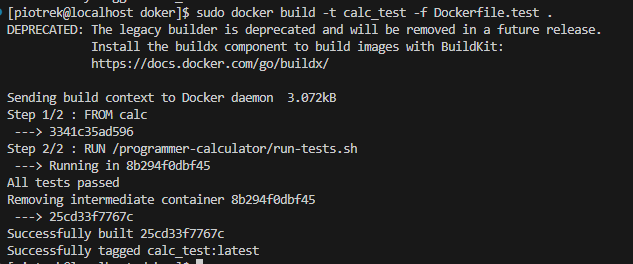 [piotrek@localhost doker]$ sudo docker build -t calc_test -f Dockerfile.test .
DEPRECATED: The legacy builder is deprecated and will be removed in a future release.
            Install the buildx component to build images with BuildKit:
            https://docs.docker.com/go/buildx/

Sending build context to Docker daemon  3.072kB
Step 1/2 : FROM calc
 ---> 3341c35ad596
Step 2/2 : RUN /programmer-calculator/run-tests.sh
 ---> Running in 8b294f0dbf45
All tests passed
Removing intermediate container 8b294f0dbf45
 ---> 25cd33f7767c
Successfully built 25cd33f7767c
Successfully tagged calc_test:latest